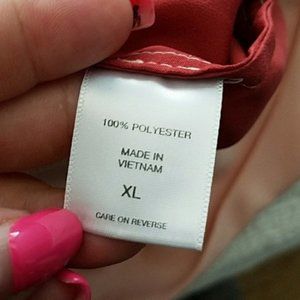 100% POLYESTER
MADE IN
VIETNAM
XL
CARE ON REVERSE